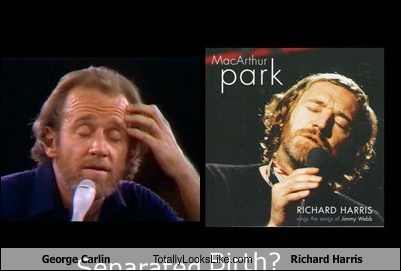 MacArthur
park
RICHARD HARRIS
sings the songs of Jimmy Webb
George Carlin TotallyLooksLike.com Richard Harris
Separated Birth?